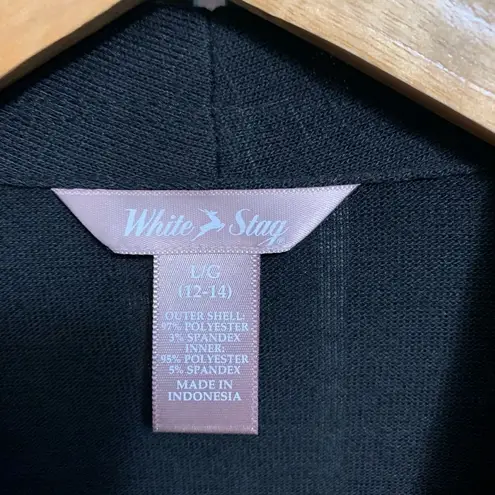 White Stag
L/G
(12-14)
OUTER SHELL:
97% POLYESTER
3% SPANDEX
INNER:
95% POLYESTER
5% SPANDEX
MADE IN
INDONESIA